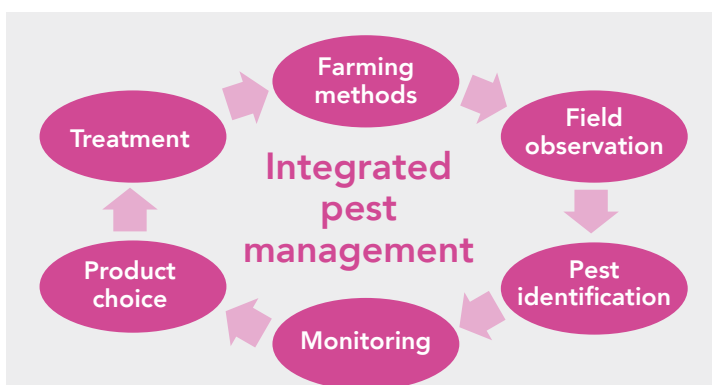 Farming
methods
Field
observation
Pest
identification
Monitoring
Product
choice
Treatment
Integrated
pest
management